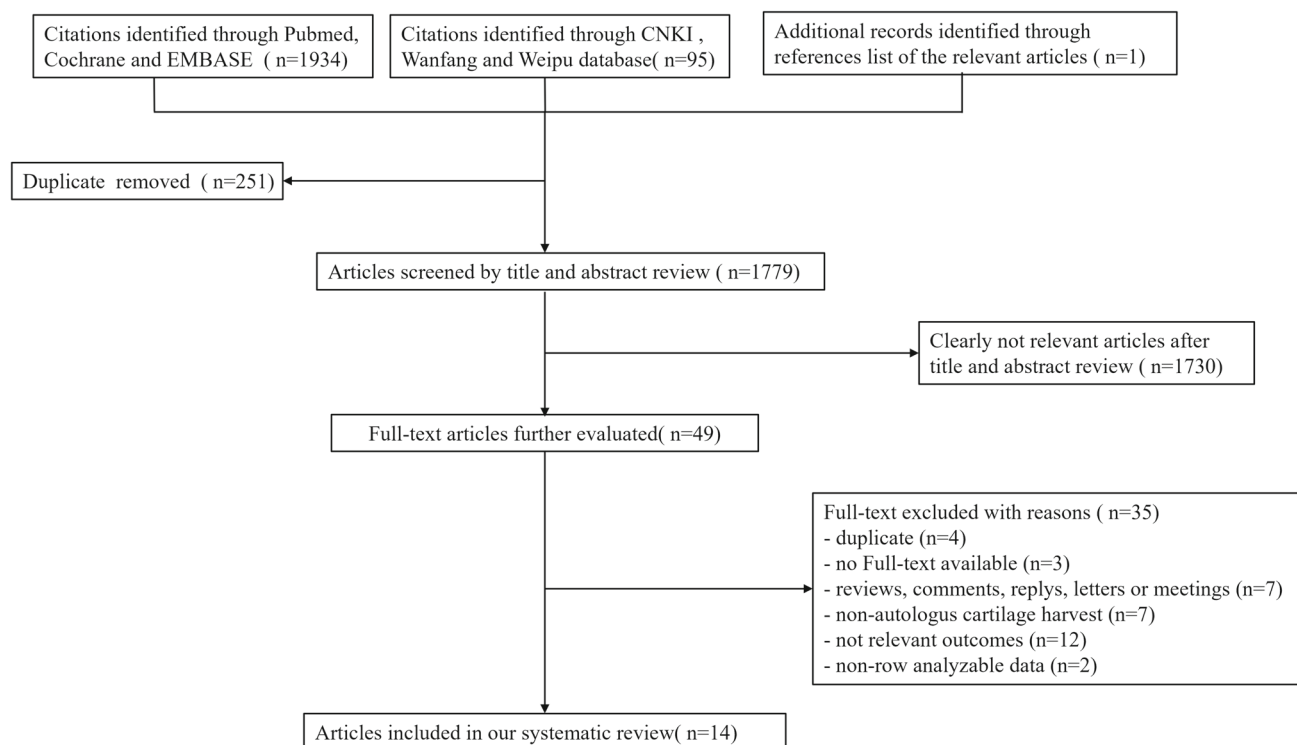 Citations identified through Pubmed,
Cochrane and EMBASE ( n=1934)
Citations identified through CNKI ,
Wanfang and Weipu database( n=95)
Additional records identified through
references list of the relevant articles ( n=1)
Duplicate removed ( n=251)
Articles screened by title and abstract review ( n=1779)
Clearly not relevant articles after
title and abstract review ( n=1730)
Full-text articles further evaluated( n=49)
Full-text excluded with reasons ( n=35)
- duplicate (n=4)
- no Full-text available (n=3)
- reviews, comments, replys, letters or meetings (n=7)
- non-autologus cartilage harvest (n=7)
- not relevant outcomes (n=12)
- non-row analyzable data (n=2)
Articles included in our systematic review( n=14)